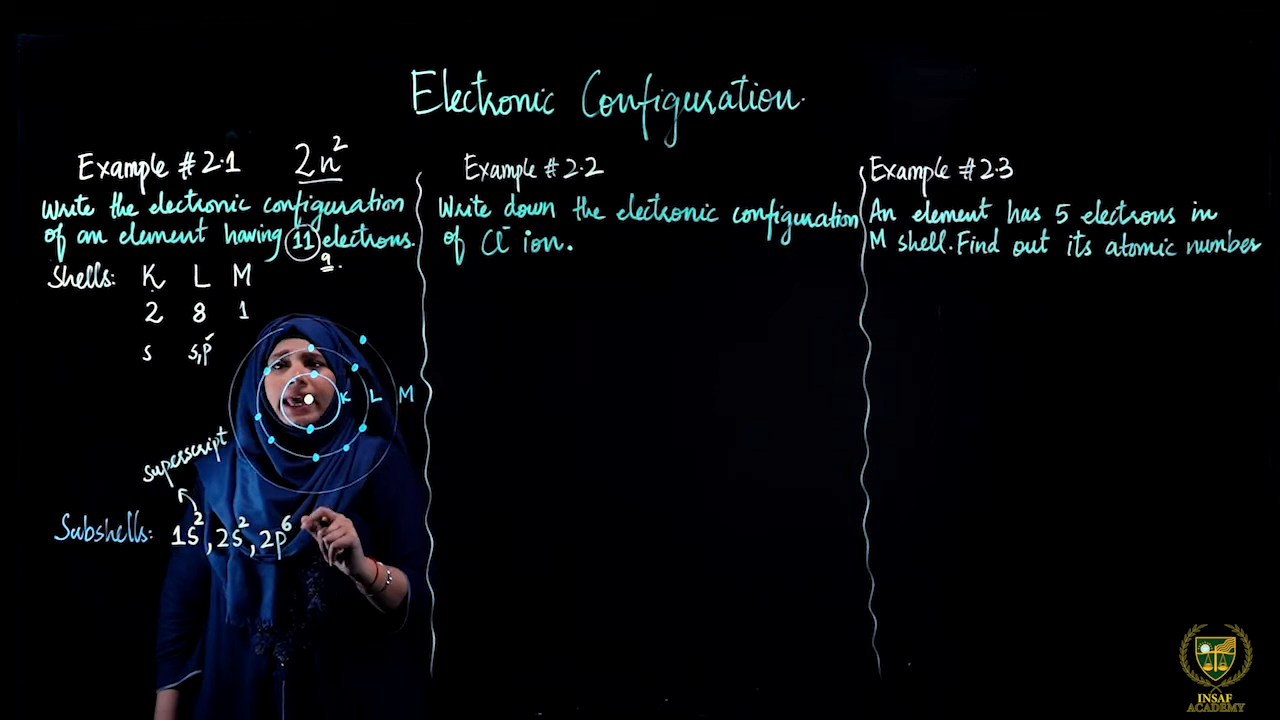 Electronic Configuration.
Example # 2.1 2n²
Write the electronic configuration
of an element having 11 electrons.
Shells: K L M
2 8 1
s s,p
K L M
superscript
Subshells: 1s², 2s², 2p⁶
Example # 2.2
Write down the electronic configuration
of Cl⁻ ion.
Example # 2.3
An element has 5 electrons in
M shell. Find out its atomic number
INSAF
ACADEMY